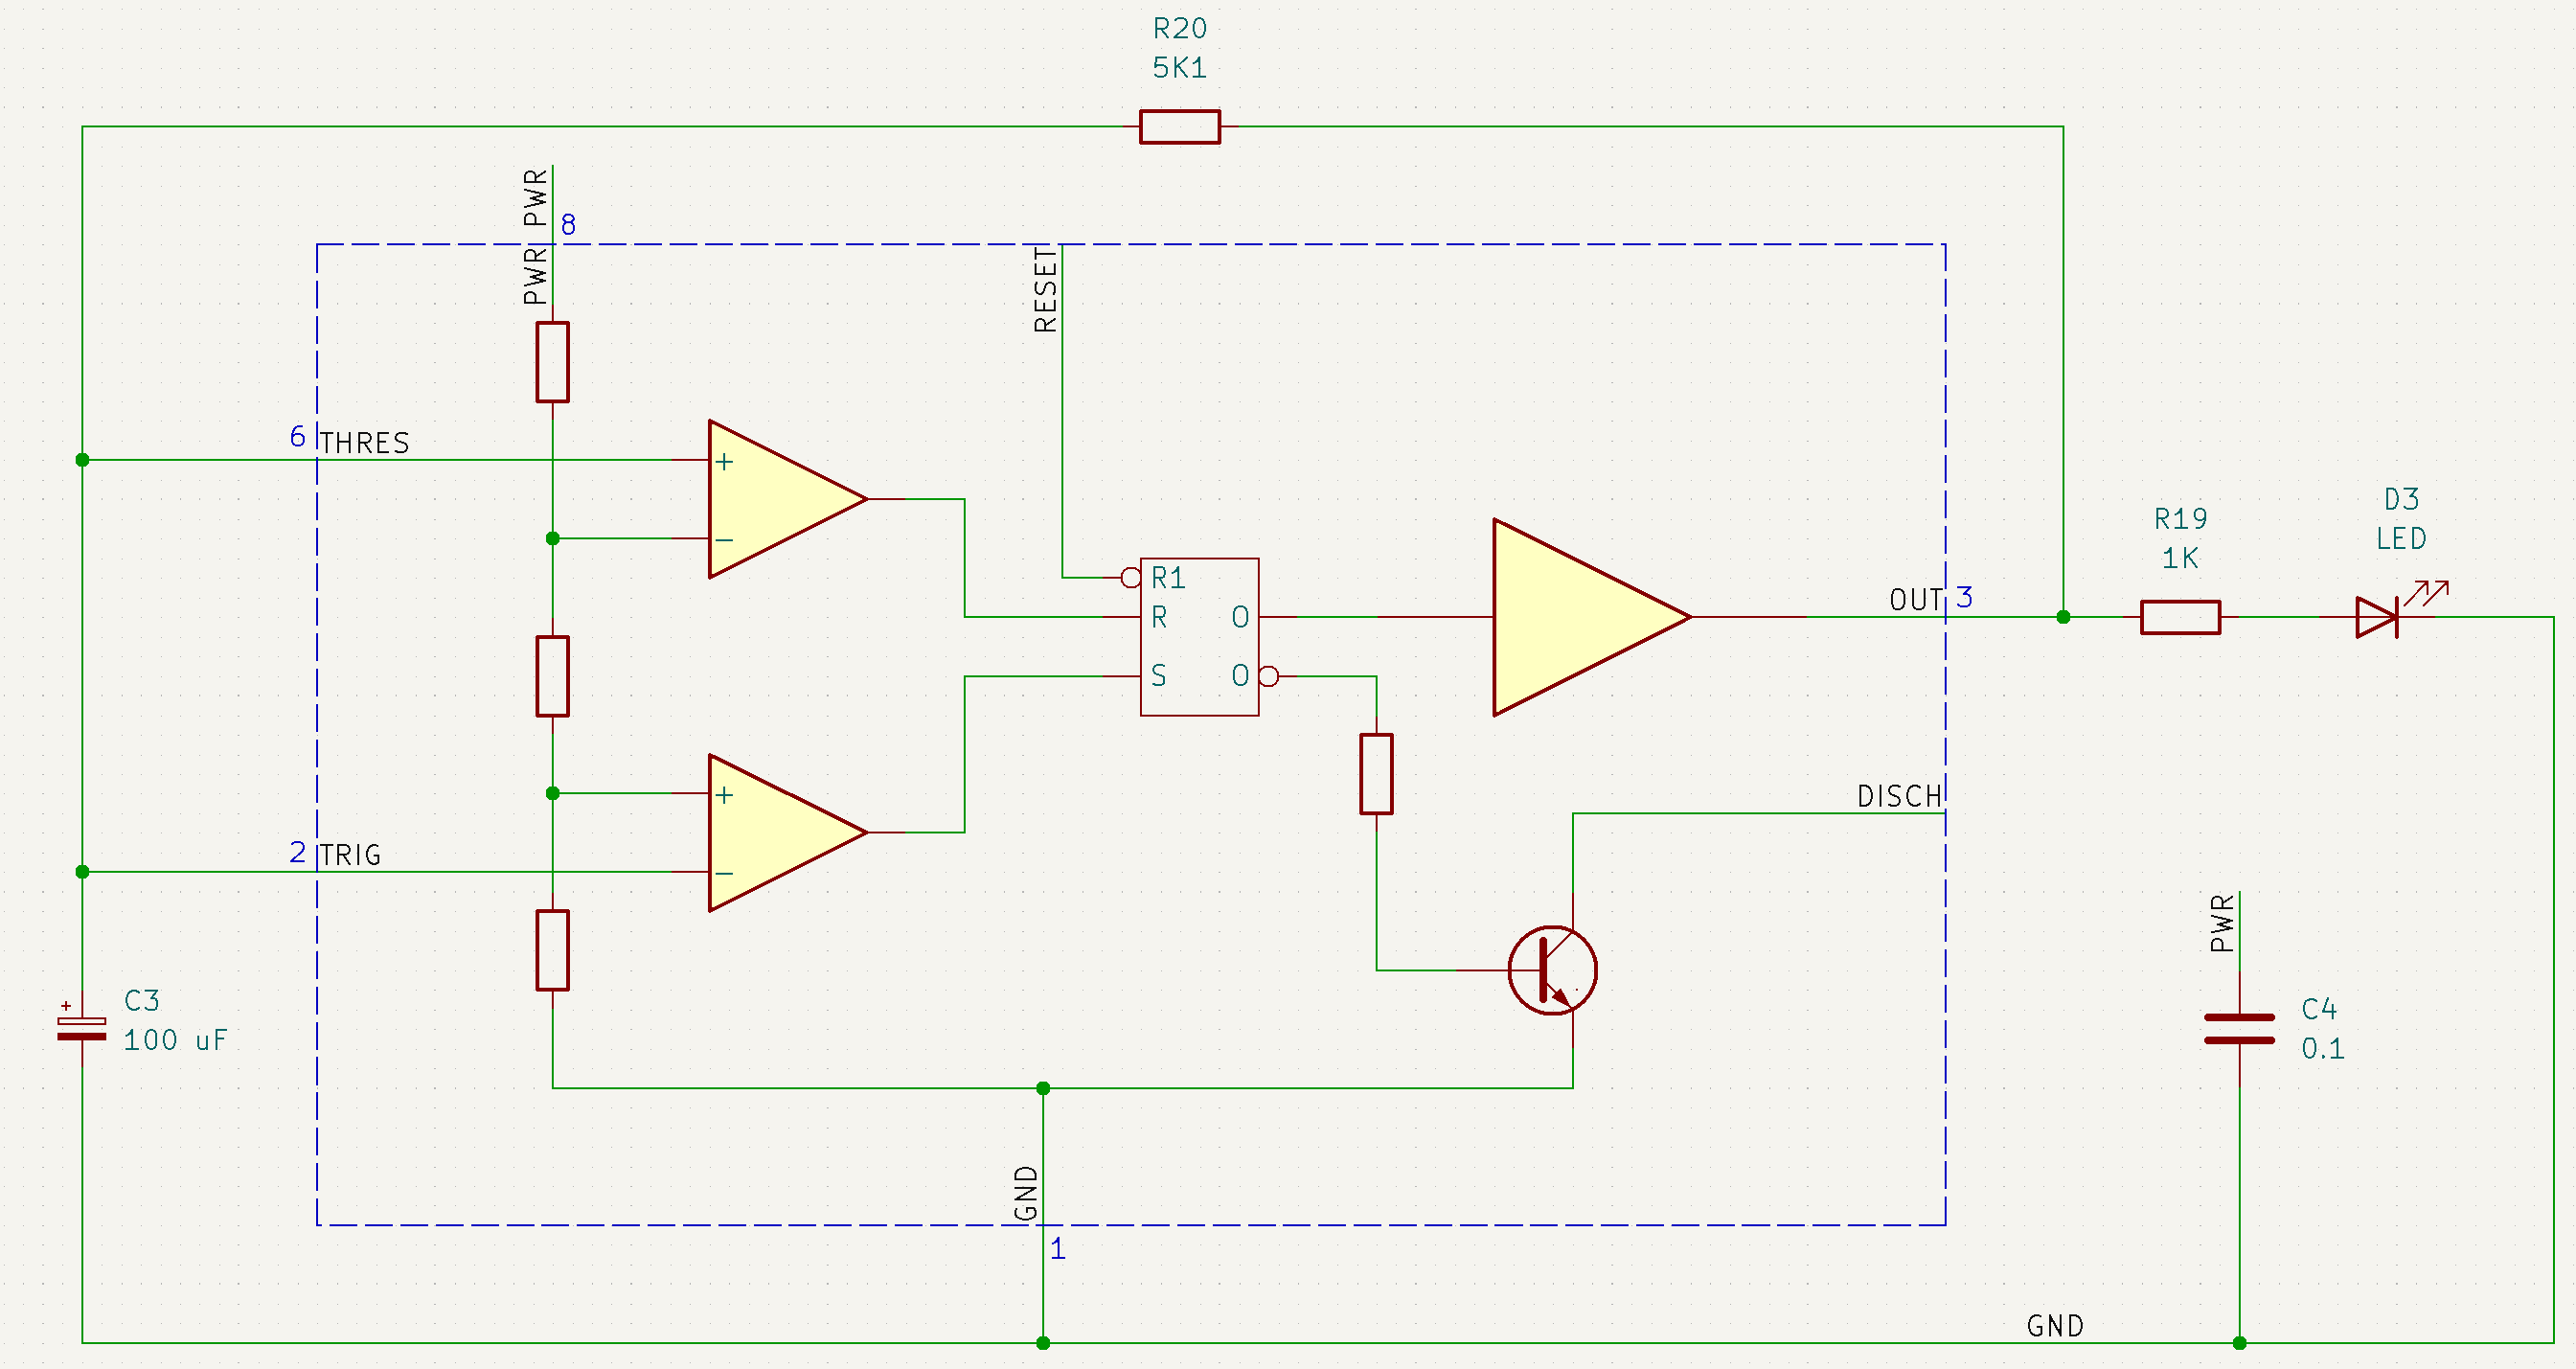 R20
5K1
PWR
8
PWR
RESET
6
THRES
+
−
R1
R
O
S
O
OUT
3
R19
1K
D3
LED
+
−
2
TRIG
DISCH
PWR
+
C3
100 uF
C4
0.1
GND
1
GND